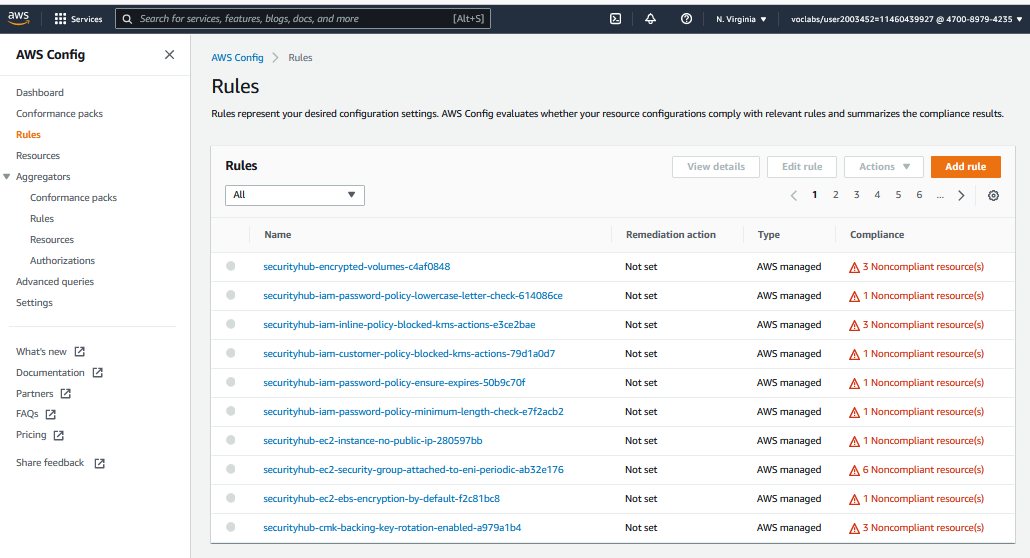 aws
Services
Search for services, features, blogs, docs, and more
[Alt+S]
N. Virginia
voclabs/user2003452=11460439927 @ 4700-8979-4235
AWS Config
Dashboard
Conformance packs
Rules
Resources
Aggregators
Conformance packs
Rules
Resources
Authorizations
Advanced queries
Settings
What's new
Documentation
Partners
FAQs
Pricing
Share feedback
AWS Config Rules
Rules
Rules represent your desired configuration settings. AWS Config evaluates whether your resource configurations comply with relevant rules and summarizes the compliance results.
Rules
View details
Edit rule
Actions
Add rule
All
1 2 3 4 5 6 ...
Name Remediation action Type Compliance
securityhub-encrypted-volumes-c4af0848 Not set AWS managed 3 Noncompliant resource(s)
securityhub-iam-password-policy-lowercase-letter-check-614086ce Not set AWS managed 1 Noncompliant resource(s)
securityhub-iam-inline-policy-blocked-kms-actions-e3ce2bae Not set AWS managed 3 Noncompliant resource(s)
securityhub-iam-customer-policy-blocked-kms-actions-79d1a0d7 Not set AWS managed 1 Noncompliant resource(s)
securityhub-iam-password-policy-ensure-expires-50b9c70f Not set AWS managed 1 Noncompliant resource(s)
securityhub-iam-password-policy-minimum-length-check-e7f2acb2 Not set AWS managed 1 Noncompliant resource(s)
securityhub-ec2-instance-no-public-ip-280597bb Not set AWS managed 1 Noncompliant resource(s)
securityhub-ec2-security-group-attached-to-eni-periodic-ab32e176 Not set AWS managed 6 Noncompliant resource(s)
securityhub-ec2-ebs-encryption-by-default-f2c81bc8 Not set AWS managed 1 Noncompliant resource(s)
securityhub-cmk-backing-key-rotation-enabled-a979a1b4 Not set AWS managed 3 Noncompliant resource(s)